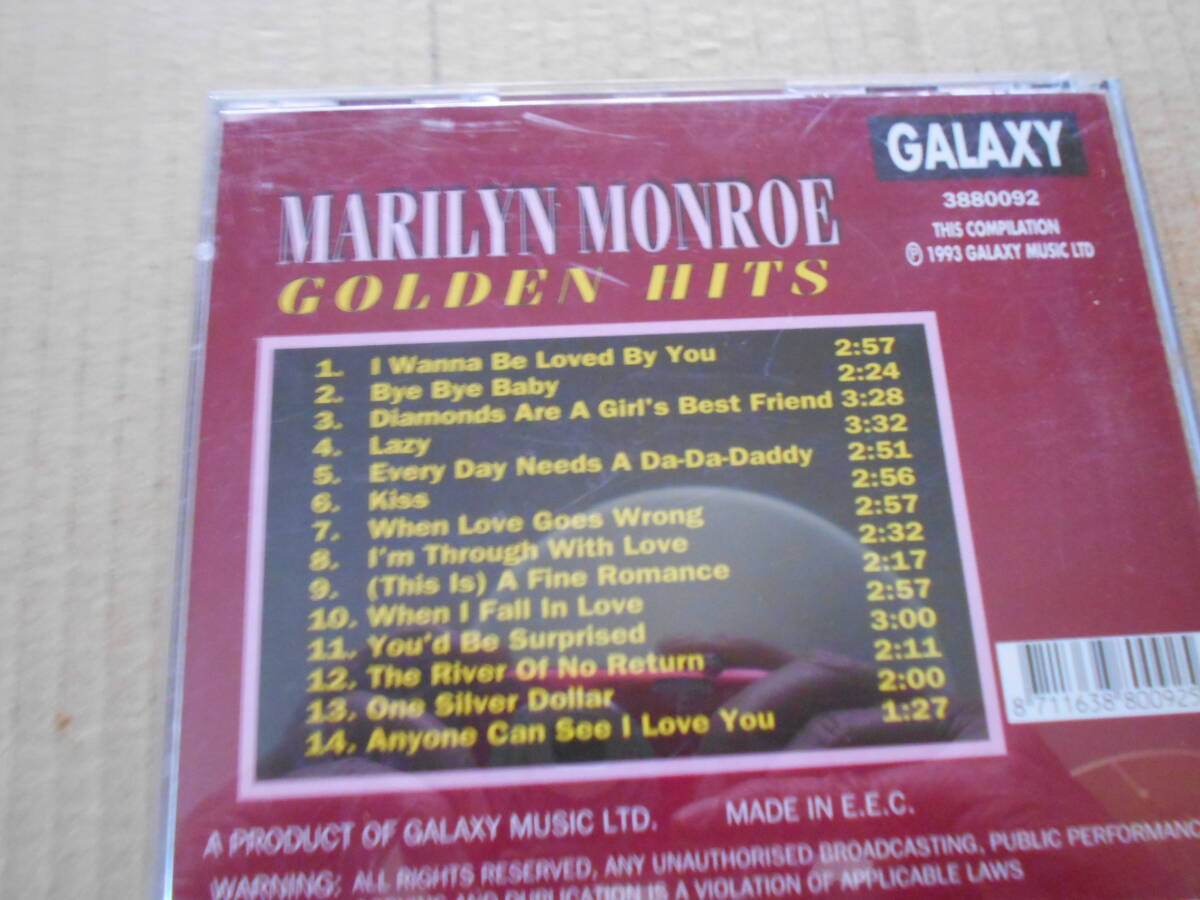 GALAXY
3880092
THIS COMPILATION
Ⓟ 1993 GALAXY MUSIC LTD
MARILYN MONROE
GOLDEN HITS
1. I Wanna Be Loved By You 2:57
2. Bye Bye Baby 2:24
3. Diamonds Are A Girl's Best Friend 3:28
4. Lazy 3:32
5. Every Day Needs A Da-Da-Daddy 2:51
6. Kiss 2:56
7. When Love Goes Wrong 2:57
8. I'm Through With Love 2:32
9. (This Is) A Fine Romance 2:17
10. When I Fall In Love 2:57
11. You'd Be Surprised 3:00
12. The River Of No Return 2:11
13. One Silver Dollar 2:00
14. Anyone Can See I Love You 1:27
8 711638 80092
A PRODUCT OF GALAXY MUSIC LTD. MADE IN E.E.C.
WARNING: ALL RIGHTS RESERVED, ANY UNAUTHORISED BROADCASTING, PUBLIC PERFORMANC
AND PUBLICATION IS A VIOLATION OF APPLICABLE LAWS